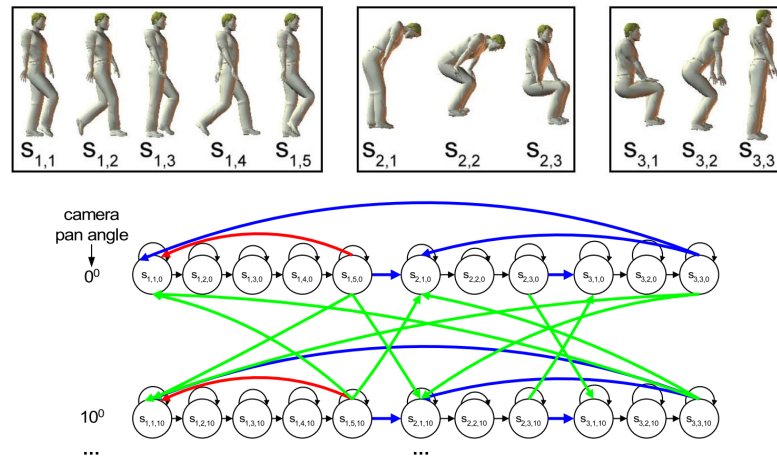 S1,1 S1,2 S1,3 S1,4 S1,5 S2,1 S2,2 S2,3 S3,1 S3,2 S3,3
camera
pan angle
0⁰ s1,1,0 s1,2,0 s1,3,0 s1,4,0 s1,5,0 s2,1,0 s2,2,0 s2,3,0 s3,1,0 s3,2,0 s3,3,0
10⁰ s1,1,10 s1,2,10 s1,3,10 s1,4,10 s1,5,10 s2,1,10 s2,2,10 s2,3,10 s3,1,10 s3,2,10 s3,3,10
... ...